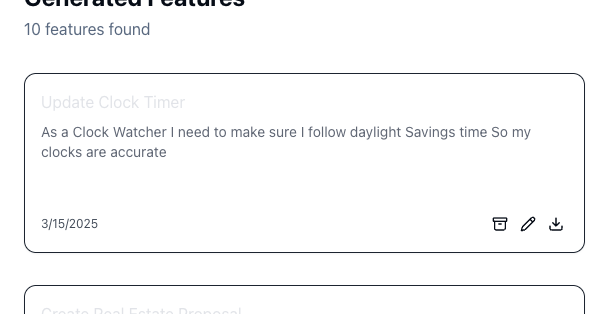 Generated Features
10 features found
Update Clock Timer
As a Clock Watcher I need to make sure I follow daylight Savings time So my
clocks are accurate
3/15/2025
Create Real Estate Proposal